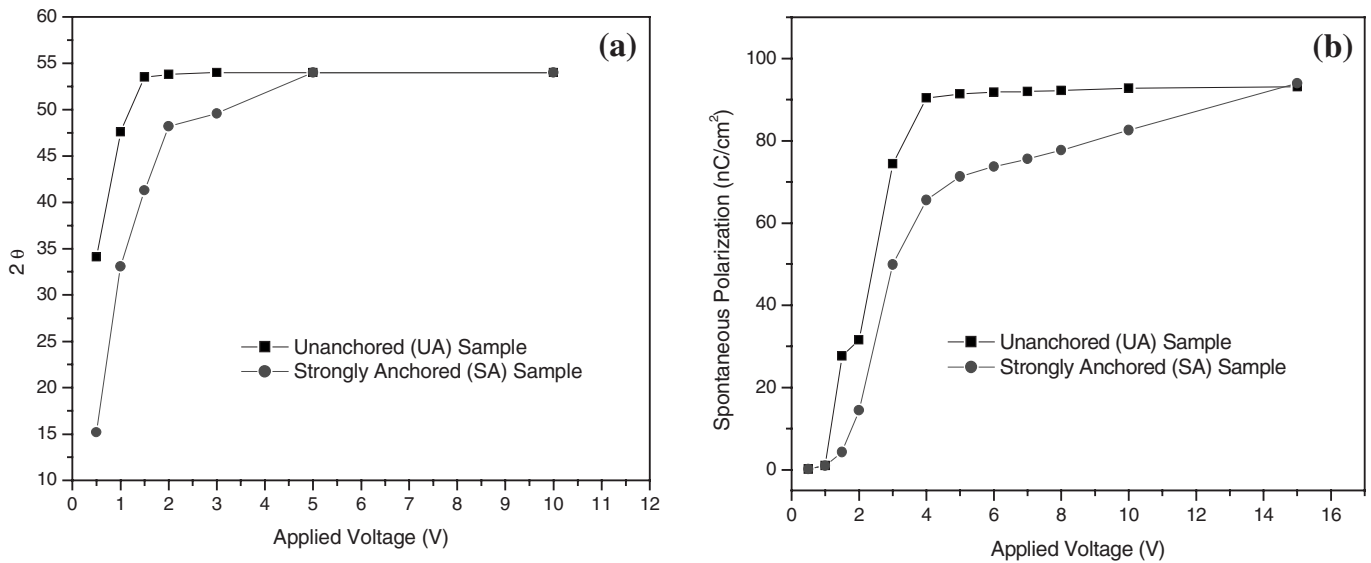 (a)
60
55
50
45
40
35
30
25
20
15
10
2 θ
Unanchored (UA) Sample
Strongly Anchored (SA) Sample
0 1 2 3 4 5 6 7 8 9 10 11 12
Applied Voltage (V)
(b)
100
80
60
40
20
0
Spontaneous Polarization (nC/cm²)
Unanchored (UA) Sample
Strongly Anchored (SA) Sample
0 2 4 6 8 10 12 14 16
Applied Voltage (V)